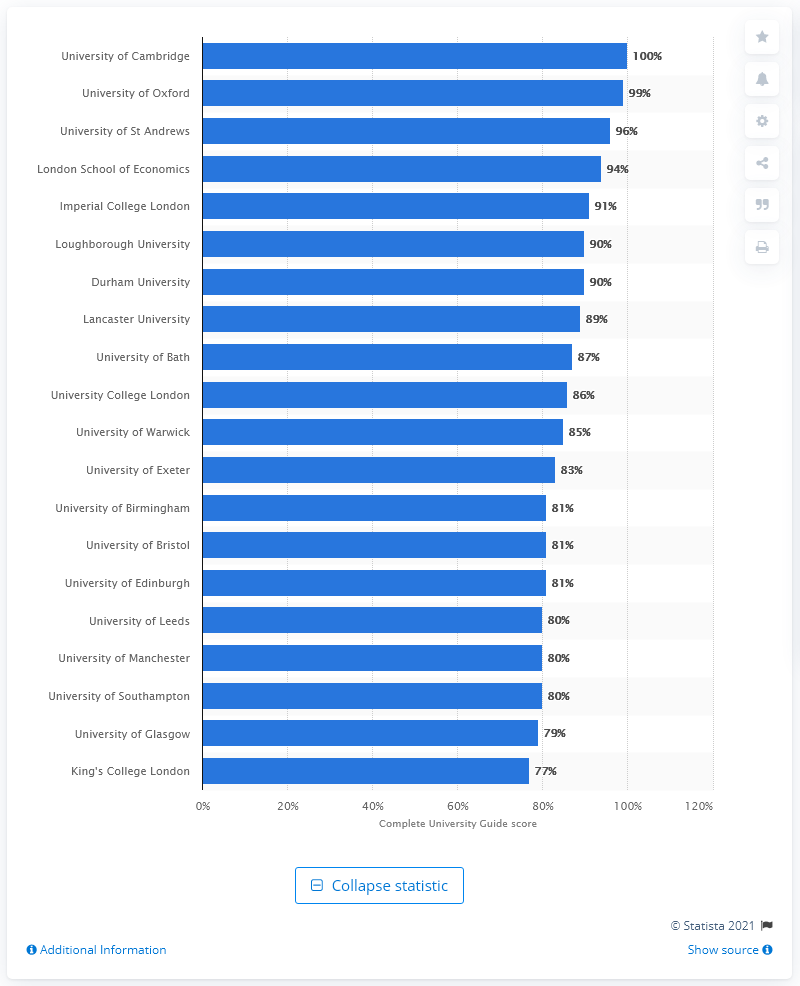 University of Cambridge 100%
University of Oxford 99%
University of St Andrews 96%
London School of Economics 94%
Imperial College London 91%
Loughborough University 90%
Durham University 90%
Lancaster University 89%
University of Bath 87%
University College London 86%
University of Warwick 85%
University of Exeter 83%
University of Birmingham 81%
University of Bristol 81%
University of Edinburgh 81%
University of Leeds 80%
University of Manchester 80%
University of Southampton 80%
University of Glasgow 79%
King's College London 77%
0% 20% 40% 60% 80% 100% 120%
Complete University Guide score
Collapse statistic
© Statista 2021
Additional Information Show source